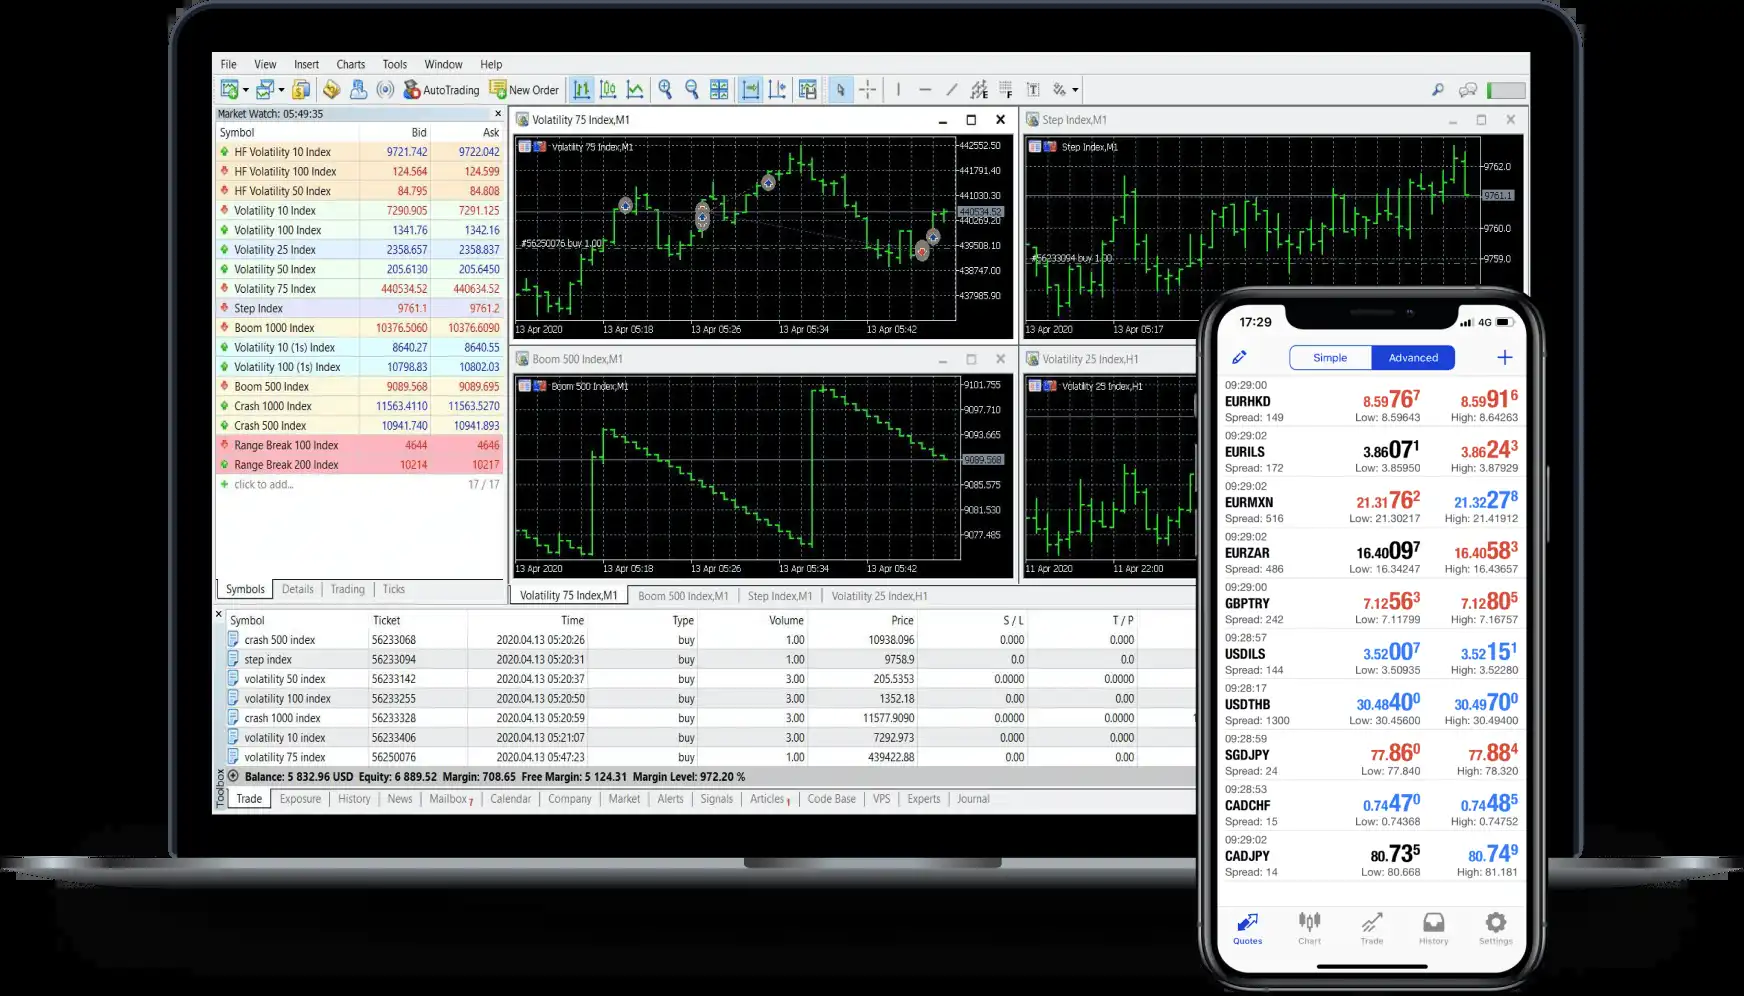 File View Insert Charts Tools Window Help
AutoTrading New Order
Market Watch: 05:49:35
Symbol Bid Ask
HF Volatility 10 Index 9721.742 9722.042
HF Volatility 100 Index 124.564 124.599
HF Volatility 50 Index 84.795 84.808
Volatility 10 Index 7290.905 7291.125
Volatility 100 Index 1341.76 1342.16
Volatility 25 Index 2358.657 2358.837
Volatility 50 Index 205.6130 205.6450
Volatility 75 Index 440534.52 440634.52
Step Index 9761.1 9761.2
Boom 1000 Index 10376.5060 10376.6090
Volatility 10 (1s) Index 8640.27 8640.55
Volatility 100 (1s) Index 10798.83 10802.03
Boom 500 Index 9089.568 9089.695
Crash 1000 Index 11563.4110 11563.5270
Crash 500 Index 10941.740 10941.893
Range Break 100 Index 4644 4646
Range Break 200 Index 10214 10217
click to add... 17 / 17
Symbols Details Trading Ticks
Volatility 75 Index,M1
Volatility 75 Index,M1
442552.50
441791.40
441030.30
440534.52
440269.20
439508.10
438747.00
437985.90
#56250076 buy 1.00
13 Apr 2020 13 Apr 05:18 13 Apr 05:26 13 Apr 05:34 13 Apr 05:42
Step Index,M1
Step Index,M1
9762.0
9761.1
9760.0
9759.0
#56233094 buy 1.00
13 Apr 2020 13 Apr 05:17
Boom 500 Index,M1
Boom 500 Index,M1
9101.755
9097.710
9093.665
9089.568
9085.575
9081.530
9077.485
13 Apr 2020 13 Apr 05:18 13 Apr 05:26 13 Apr 05:34 13 Apr 05:42
Volatility 25 Index,H1
Volatility 25 Index,H1
11 Apr 2020 11 Apr 22:00
Volatility 75 Index,M1 Boom 500 Index,M1 Step Index,M1 Volatility 25 Index,H1
Symbol Ticket Time Type Volume Price S / L T / P
crash 500 index 56233068 2020.04.13 05:20:26 buy 1.00 10938.096 0.000 0.000
step index 56233094 2020.04.13 05:20:31 buy 1.00 9758.9 0.0 0.0
volatility 50 index 56233142 2020.04.13 05:20:37 buy 3.00 205.5353 0.0000 0.0000
volatility 100 index 56233255 2020.04.13 05:20:50 buy 3.00 1352.18 0.00 0.00
crash 1000 index 56233328 2020.04.13 05:20:59 buy 3.00 11577.9090 0.0000 0.0000
volatility 10 index 56233406 2020.04.13 05:21:07 buy 3.00 7292.973 0.000 0.000
volatility 75 index 56250076 2020.04.13 05:47:23 buy 1.00 439422.88 0.00 0.00
Balance: 5 832.96 USD Equity: 6 889.52 Margin: 708.65 Free Margin: 5 124.31 Margin Level: 972.20 %
Toolbox
Trade Exposure History News Mailbox 7 Calendar Company Market Alerts Signals Articles 1 Code Base VPS Experts Journal
17:29 4G
Simple Advanced
09:29:00
EURHKD 8.59767 8.59916
Spread: 149 Low: 8.59643 High: 8.64263
09:29:02
EURILS 3.86071 3.86243
Spread: 172 Low: 3.85950 High: 3.87929
09:29:02
EURMXN 21.31762 21.32278
Spread: 516 Low: 21.30217 High: 21.41912
09:29:02
EURZAR 16.40097 16.40583
Spread: 486 Low: 16.34247 High: 16.43657
09:29:00
GBPTRY 7.12563 7.12805
Spread: 242 Low: 7.11799 High: 7.16757
09:28:57
USDILS 3.52007 3.52151
Spread: 144 Low: 3.50935 High: 3.52280
09:28:17
USDTHB 30.48400 30.49700
Spread: 1300 Low: 30.45600 High: 30.49400
09:28:59
SGDJPY 77.860 77.884
Spread: 24 Low: 77.840 High: 78.320
09:28:53
CADCHF 0.74470 0.74485
Spread: 15 Low: 0.74368 High: 0.74752
09:29:02
CADJPY 80.735 80.749
Spread: 14 Low: 80.668 High: 81.181
Quotes Chart Trade History Settings